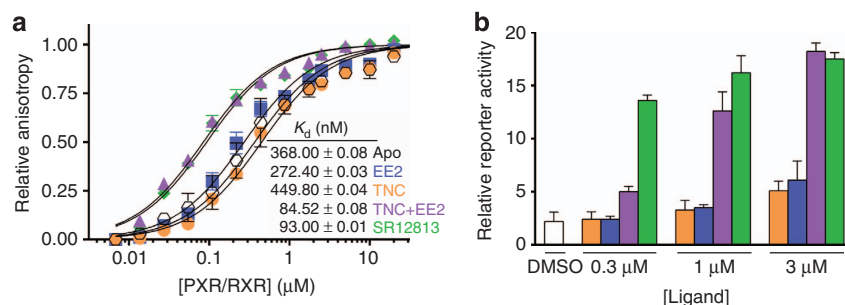 a
Relative anisotropy
1.00
0.75
0.50
0.25
0.00
0.01
0.1
1
10
[PXR/RXR] (μM)
Kd (nM)
368.00 ± 0.08 Apo
272.40 ± 0.03 EE2
449.80 ± 0.04 TNC
84.52 ± 0.08 TNC+EE2
93.00 ± 0.01 SR12813
b
Relative reporter activity
20
15
10
5
0
DMSO
0.3 μM
1 μM
3 μM
[Ligand]